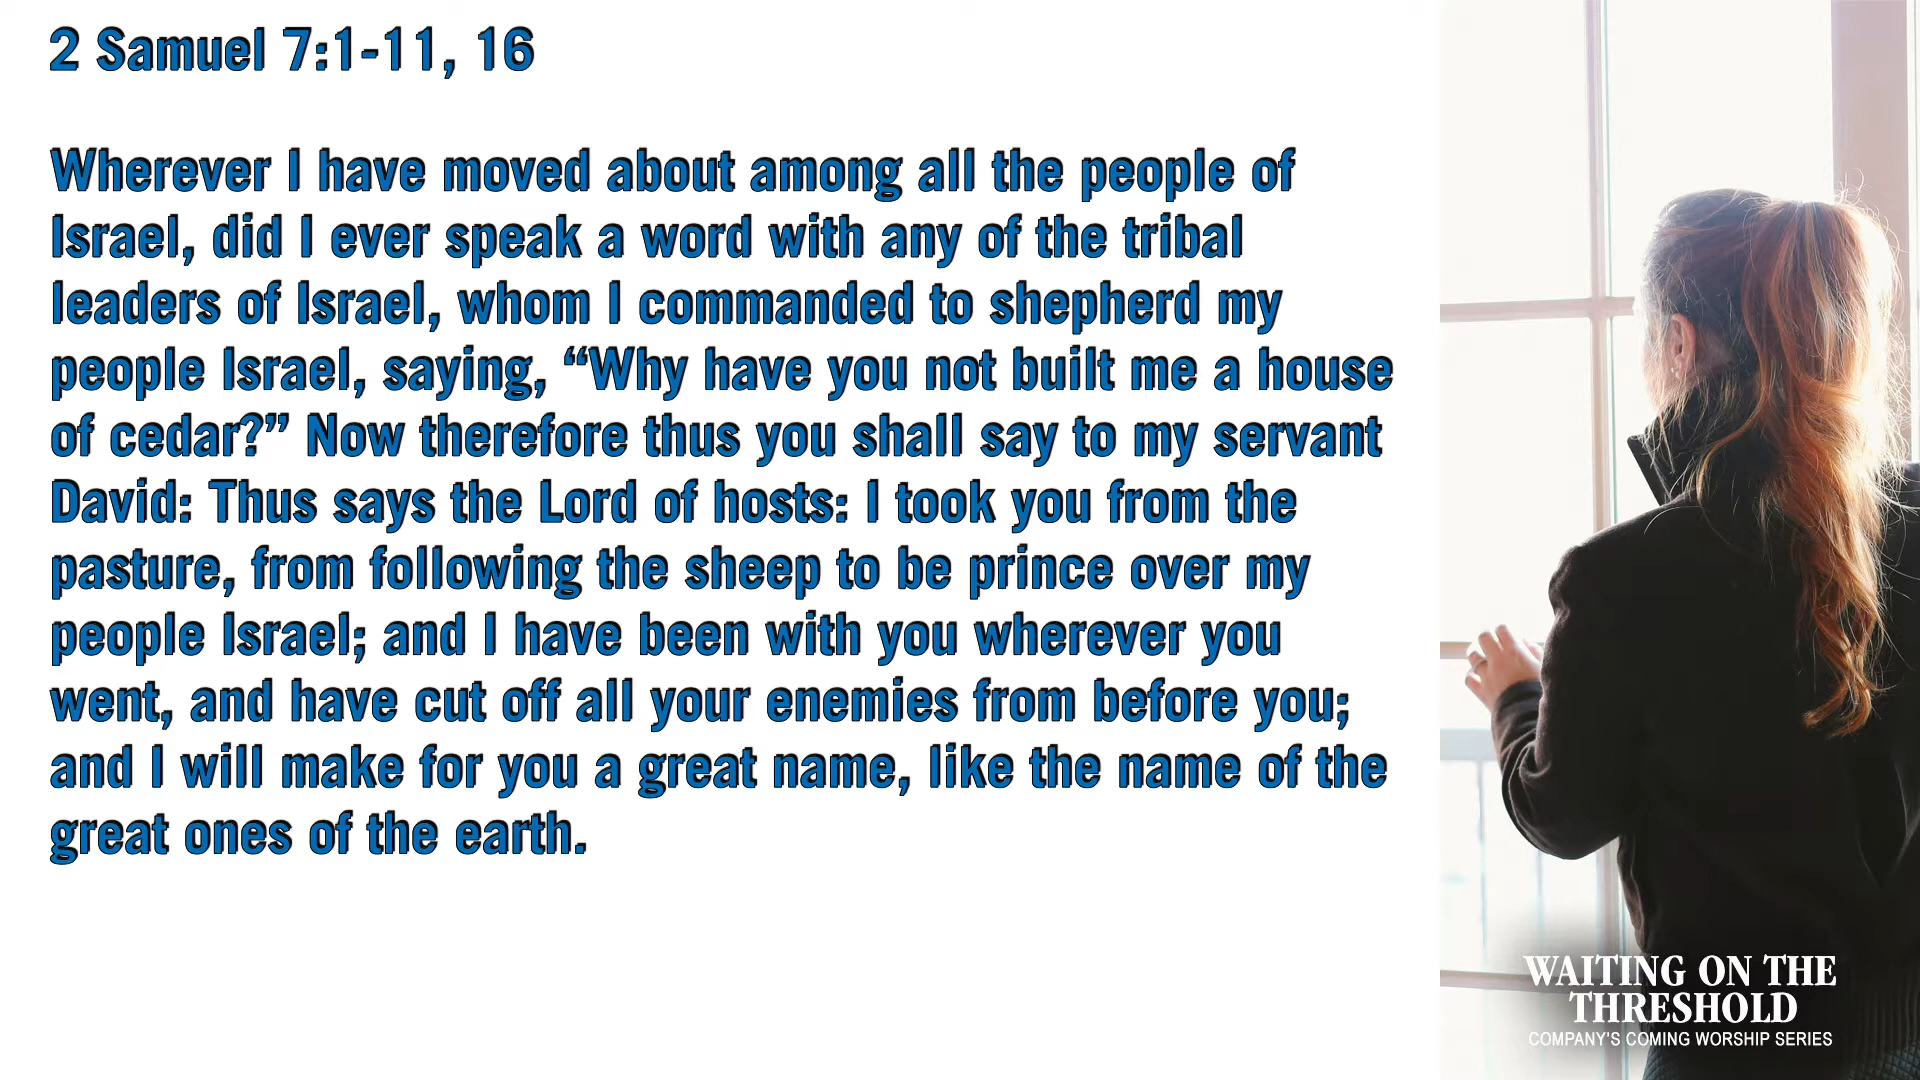 2 Samuel 7:1-11, 16
Wherever I have moved about among all the people of
Israel, did I ever speak a word with any of the tribal
leaders of Israel, whom I commanded to shepherd my
people Israel, saying, “Why have you not built me a house
of cedar?” Now therefore thus you shall say to my servant
David: Thus says the Lord of hosts: I took you from the
pasture, from following the sheep to be prince over my
people Israel; and I have been with you wherever you
went, and have cut off all your enemies from before you;
and I will make for you a great name, like the name of the
great ones of the earth.
WAITING ON THE
THRESHOLD
COMPANY'S COMING WORSHIP SERIES